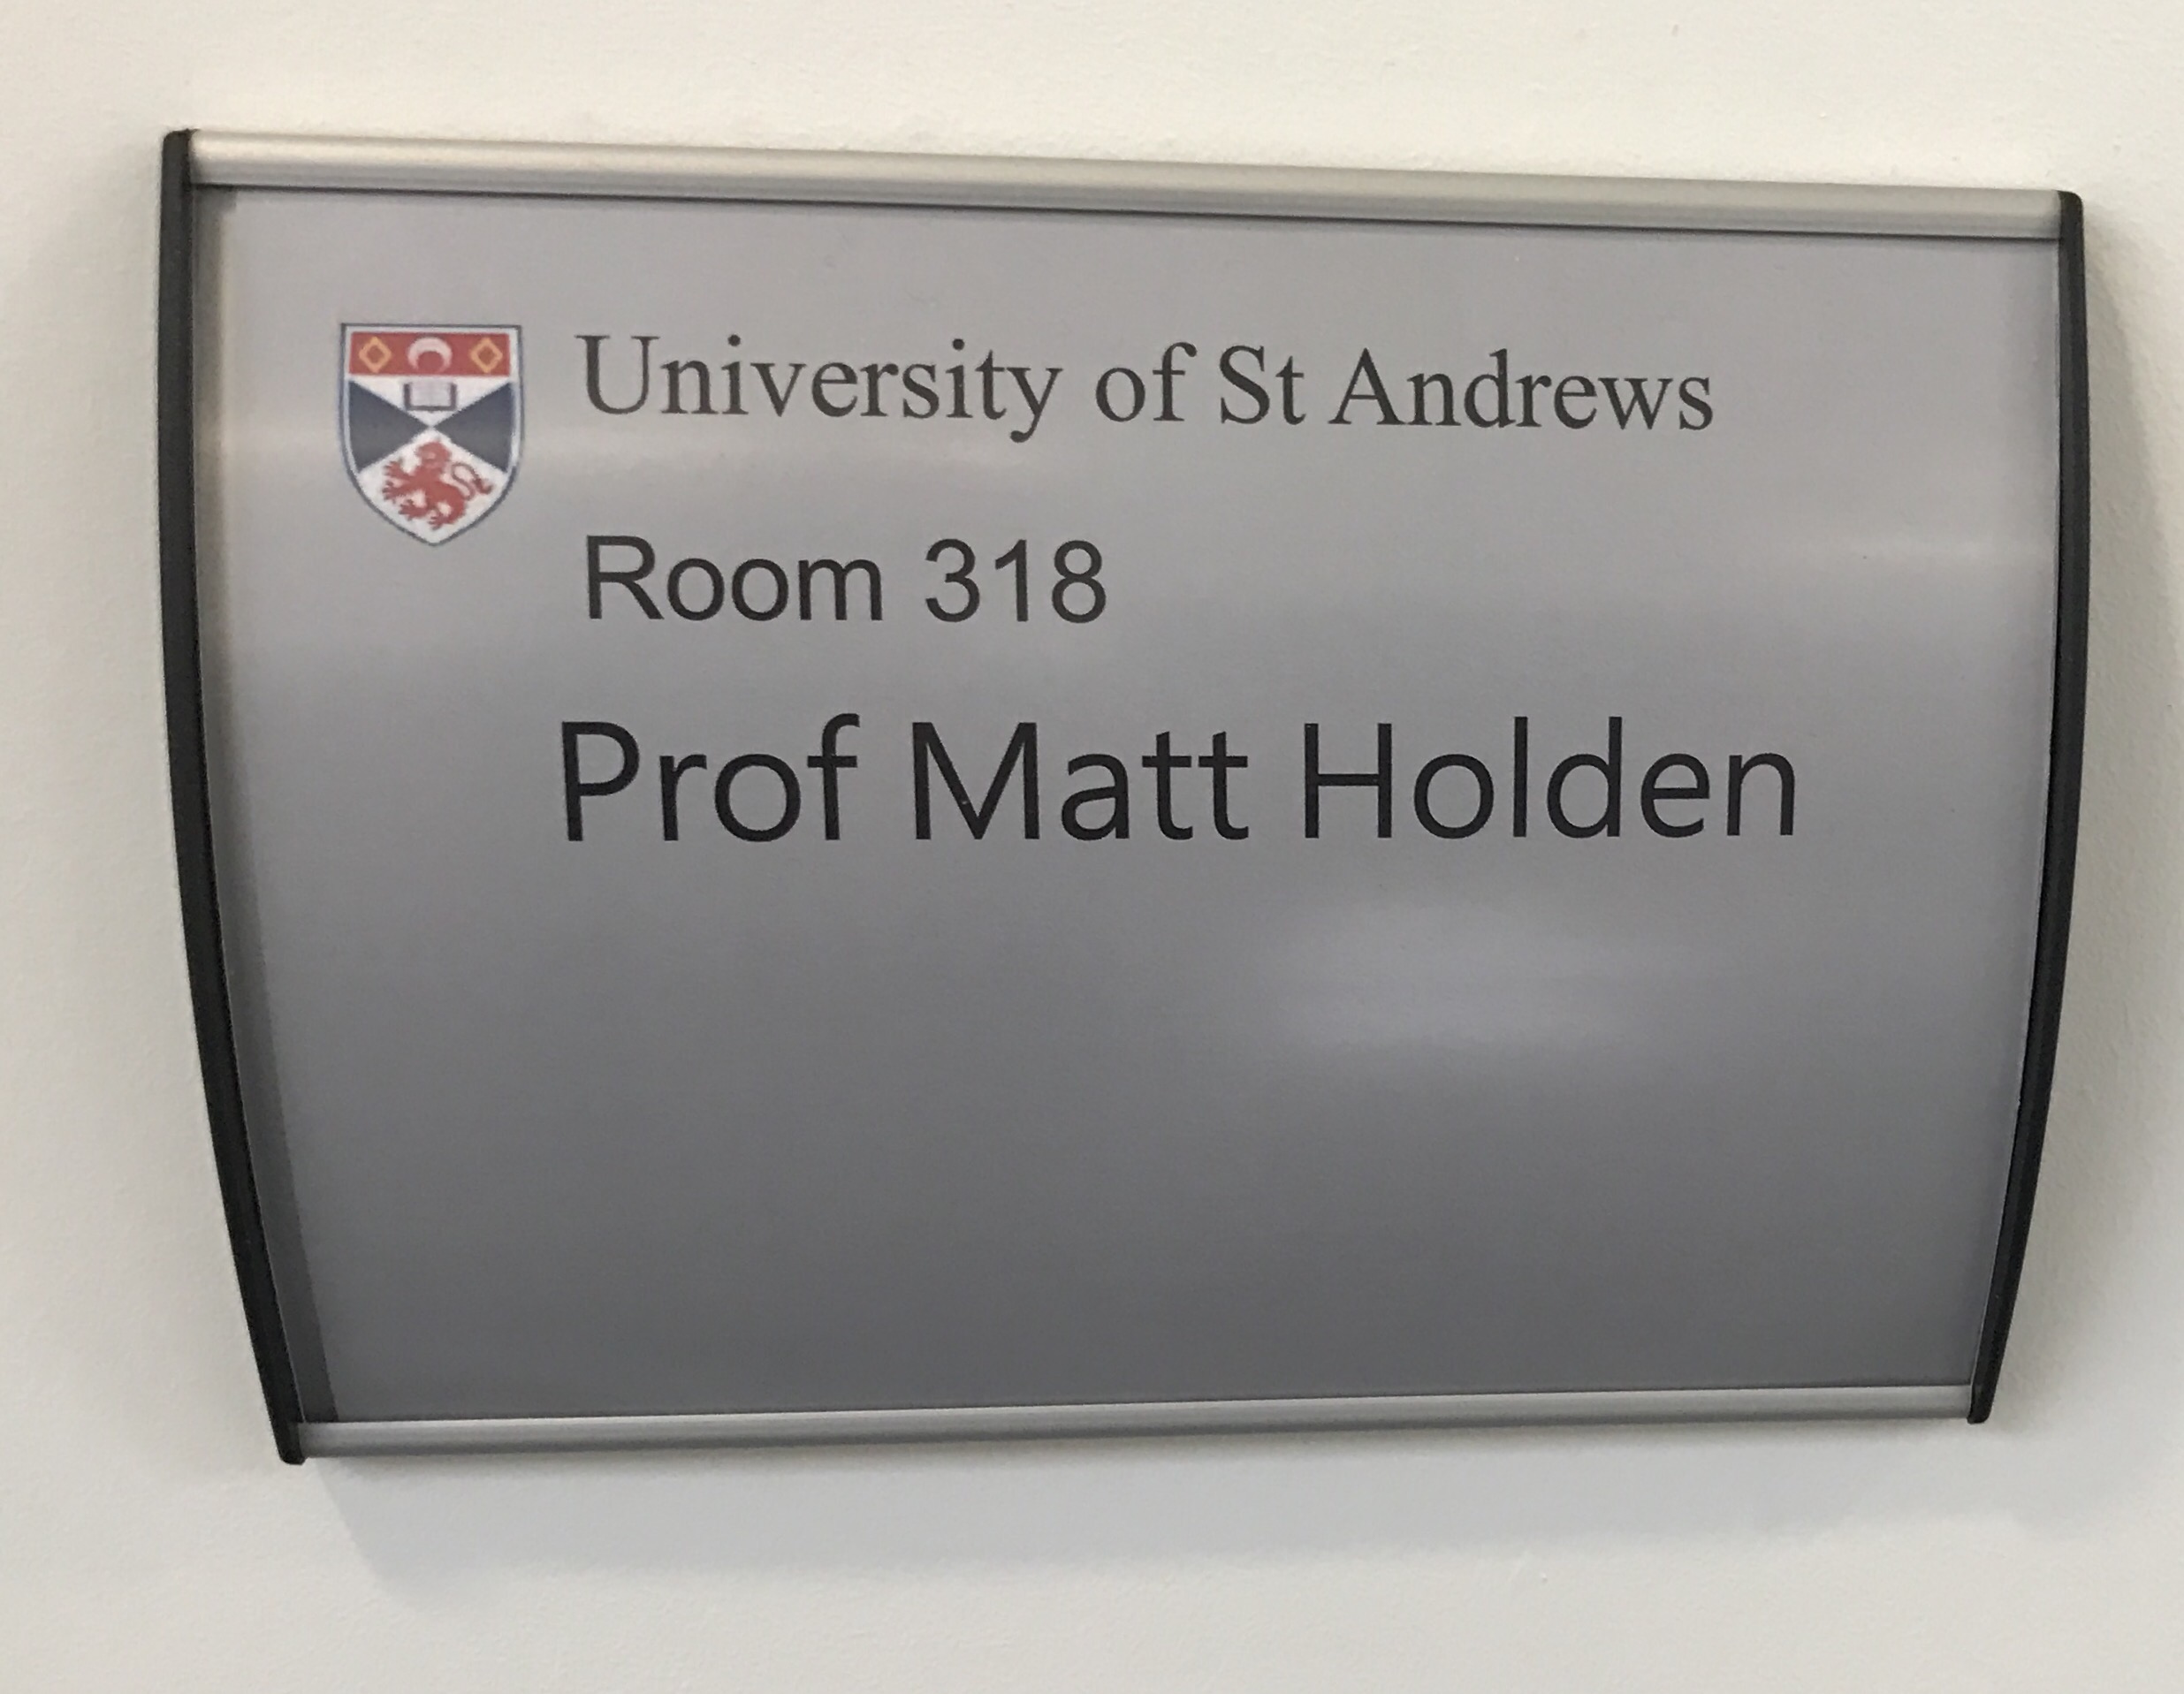 University of St Andrews
Room 318
Prof Matt Holden